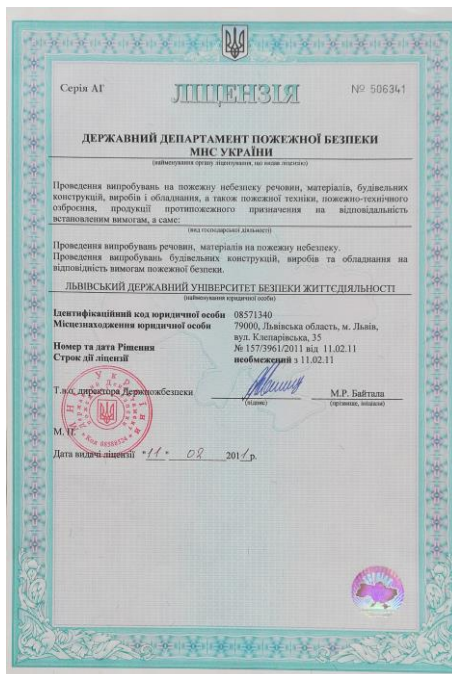 Серія АГ
ЛІЦЕНЗІЯ
№ 506341
ДЕРЖАВНИЙ ДЕПАРТАМЕНТ ПОЖЕЖНОЇ БЕЗПЕКИ
МНС УКРАЇНИ
(найменування органу ліцензування, що видав ліцензію)
Проведення випробувань на пожежну небезпеку речовин, матеріалів, будівельних
конструкцій, виробів і обладнання, а також пожежної техніки, пожежно-технічного
озброєння, продукції протипожежного призначення на відповідальність
встановленим вимогам, а саме:
(вид господарської діяльності)
Проведення випробувань речовин, матеріалів на пожежну небезпеку.
Проведення випробувань будівельних конструкцій, виробів та обладнання на
відповідність вимогам пожежної безпеки.
ЛЬВІВСЬКИЙ ДЕРЖАВНИЙ УНІВЕРСИТЕТ БЕЗПЕКИ ЖИТТЄДІЯЛЬНОСТІ
(найменування юридичної особи)
Ідентифікаційний код юридичної особи 08571340
Місцезнаходження юридичної особи 79000, Львівська область, м. Львів,
вул. Клепарівська, 35
Номер та дата Рішення № 157/3961/2011 від 11.02.11
Строк дії ліцензії необмежений з 11.02.11
Т.в.о. директора Держпожбезпеки
М.Р. Байтала
(підпис)
(прізвище, ініціали)
М. П.
Дата видачі ліцензії "11" 02 2011 р.